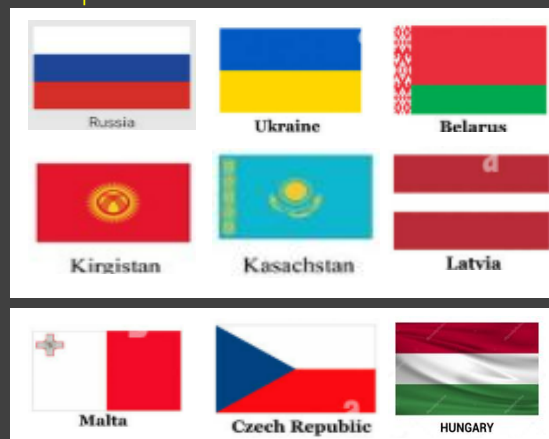 Russia
Ukraine
Belarus
a
Kirgistan
Kasachstan
Latvia
a
Malta
Czech Republic
HUNGARY